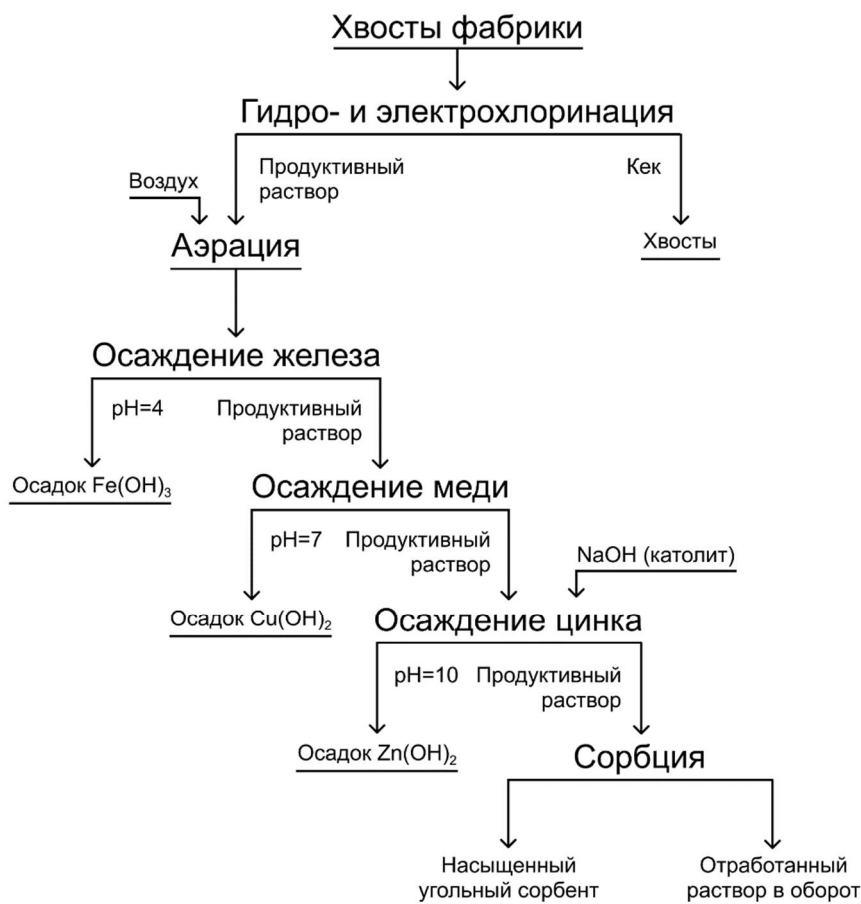 Хвосты фабрики
Гидро- и электрохлоринация
Воздух
Продуктивный
раствор
Кек
Аэрация
Хвосты
Осаждение железа
pH=4
Продуктивный
раствор
Осадок Fe(OH)₃
Осаждение меди
pH=7
Продуктивный
раствор
NaOH (католит)
Осадок Cu(OH)₂
Осаждение цинка
pH=10
Продуктивный
раствор
Осадок Zn(OH)₂
Сорбция
Насыщенный
угольный сорбент
Отработанный
раствор в оборот